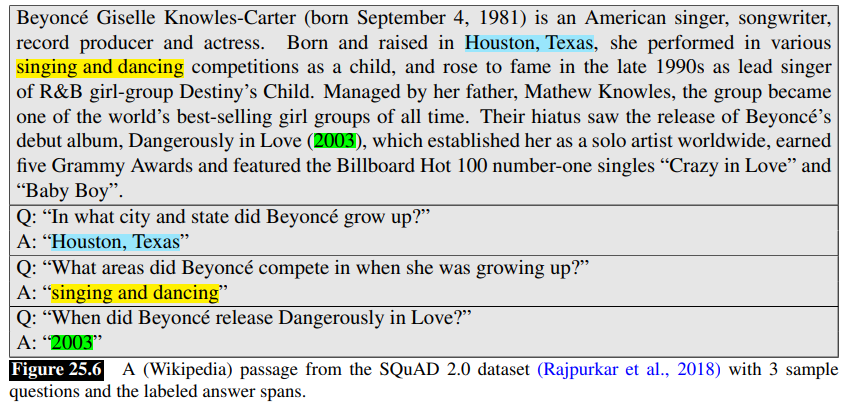 Beyoncé Giselle Knowles-Carter (born September 4, 1981) is an American singer, songwriter,
record producer and actress. Born and raised in Houston, Texas, she performed in various
singing and dancing competitions as a child, and rose to fame in the late 1990s as lead singer
of R&B girl-group Destiny's Child. Managed by her father, Mathew Knowles, the group became
one of the world's best-selling girl groups of all time. Their hiatus saw the release of Beyoncé's
debut album, Dangerously in Love (2003), which established her as a solo artist worldwide, earned
five Grammy Awards and featured the Billboard Hot 100 number-one singles “Crazy in Love” and
“Baby Boy”.
Q: “In what city and state did Beyoncé grow up?”
A: “Houston, Texas”
Q: “What areas did Beyoncé compete in when she was growing up?”
A: “singing and dancing”
Q: “When did Beyoncé release Dangerously in Love?”
A: “2003”
Figure 25.6 A (Wikipedia) passage from the SQuAD 2.0 dataset (Rajpurkar et al., 2018) with 3 sample
questions and the labeled answer spans.